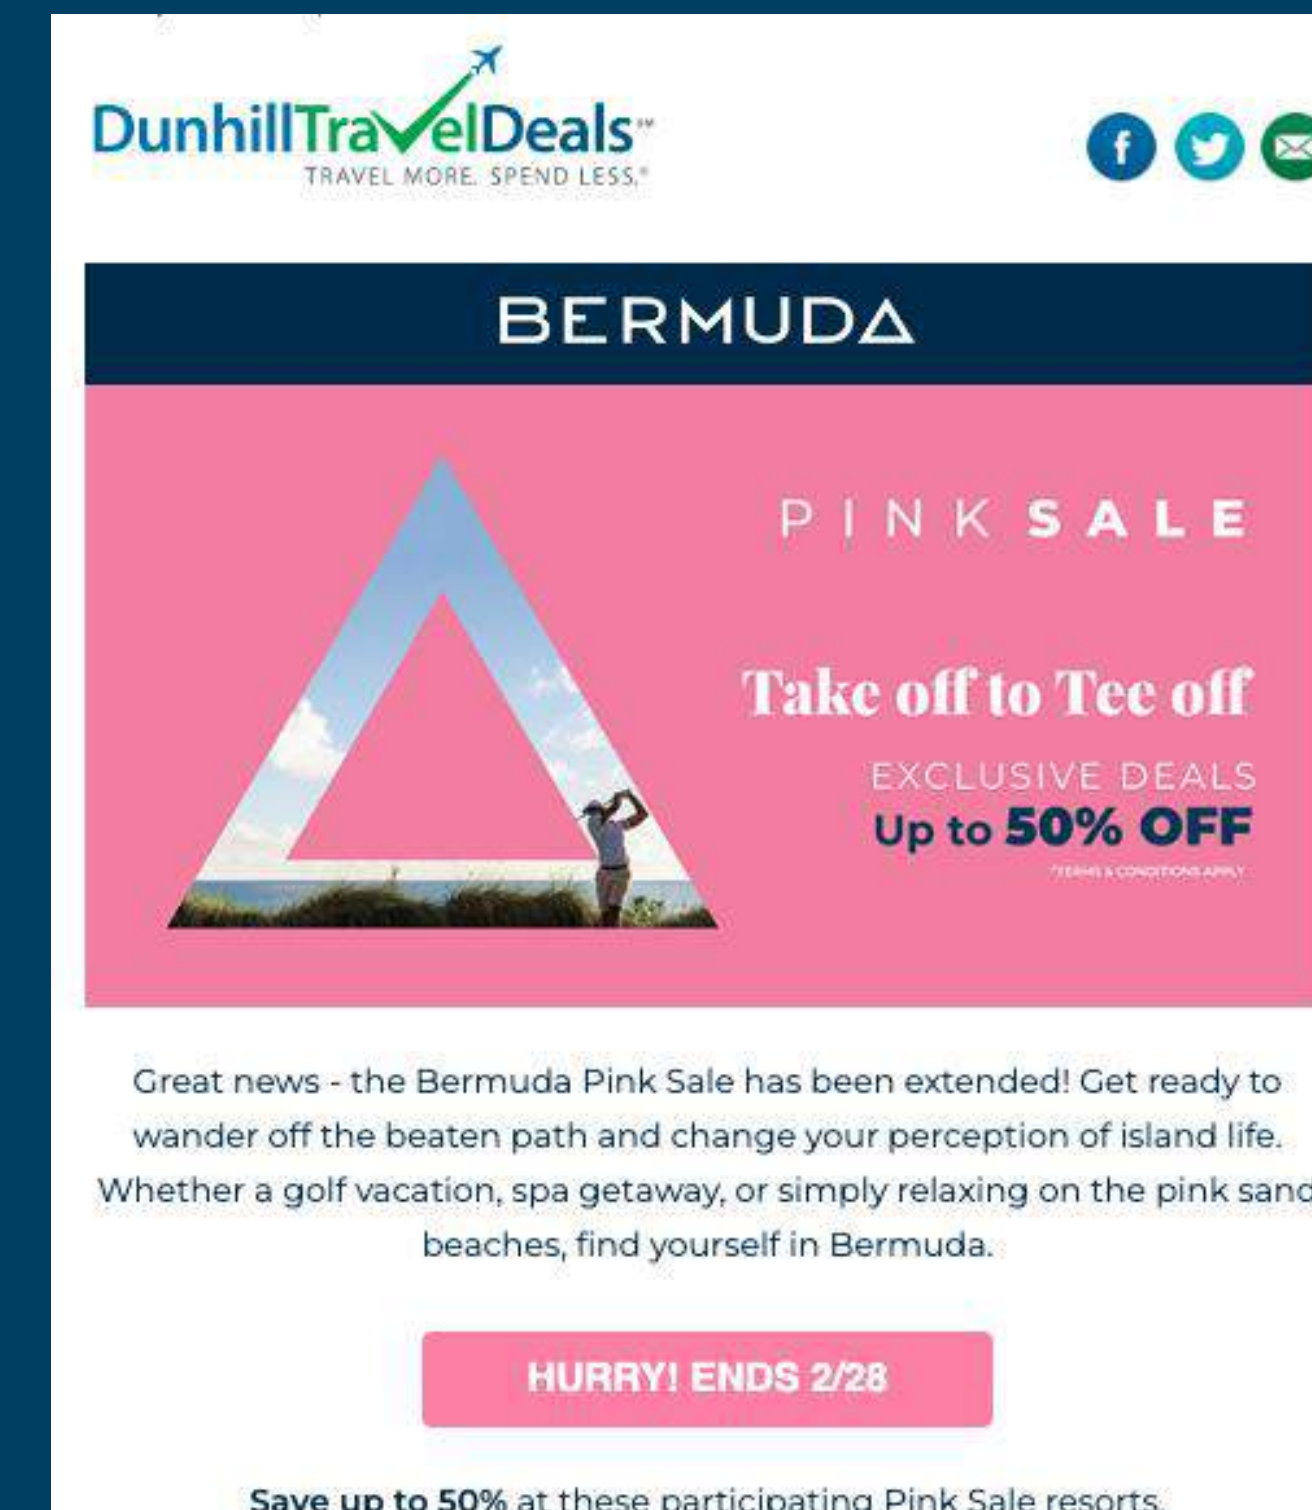 DunhillTravelDeals℠
TRAVEL MORE. SPEND LESS.®
BERMUDA
PINK SALE
Take off to Tee off
EXCLUSIVE DEALS
Up to 50% OFF
*TERMS & CONDITIONS APPLY
Great news - the Bermuda Pink Sale has been extended! Get ready to
wander off the beaten path and change your perception of island life.
Whether a golf vacation, spa getaway, or simply relaxing on the pink sand
beaches, find yourself in Bermuda.
HURRY! ENDS 2/28
Save up to 50% at these participating Pink Sale resorts.